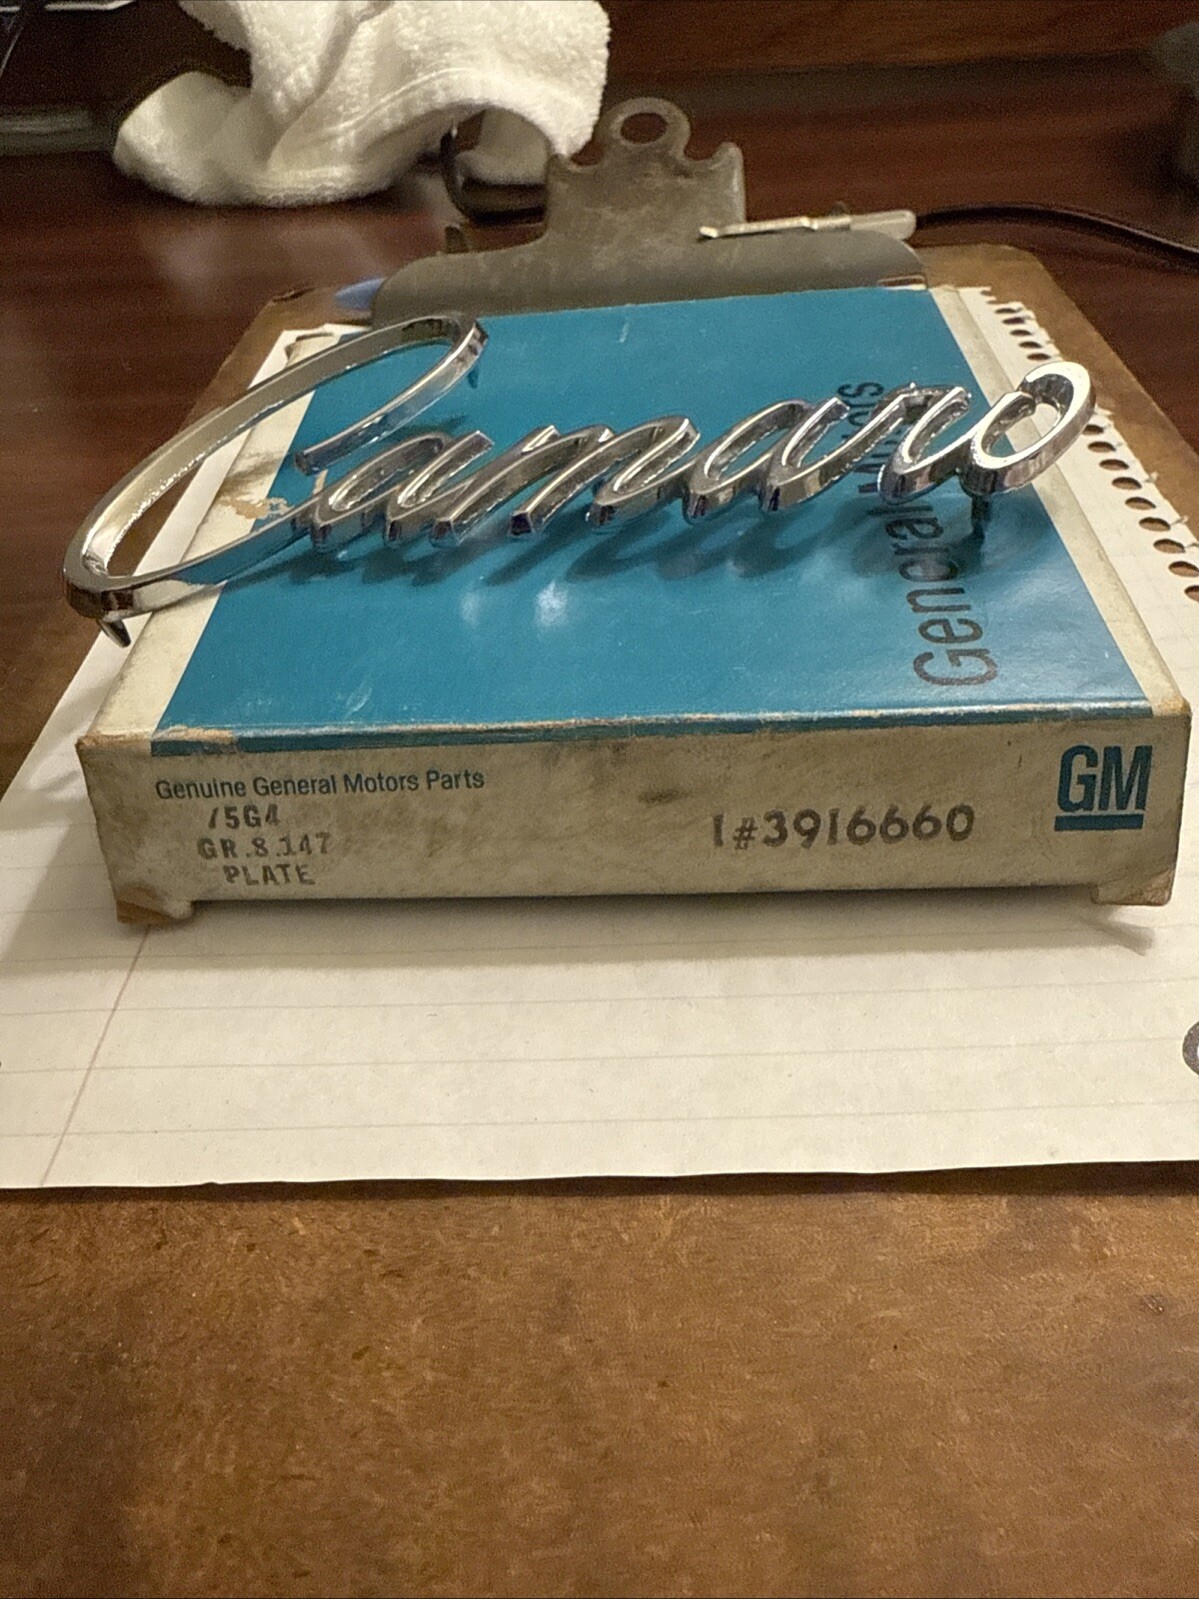 Camaro
General Motors
Genuine General Motors Parts
75G4
GR.8.147
PLATE
1#3916660
GM